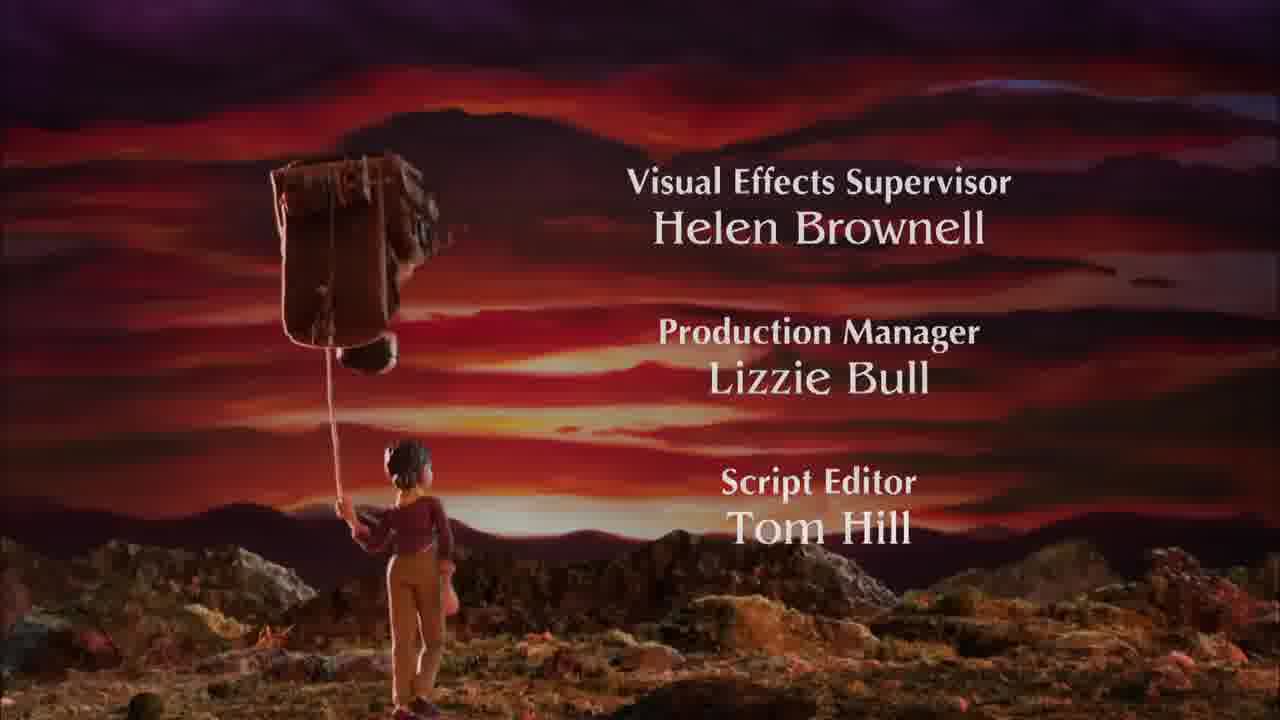 Visual Effects Supervisor
Helen Brownell
Production Manager
Lizzie Bull
Script Editor
Tom Hill